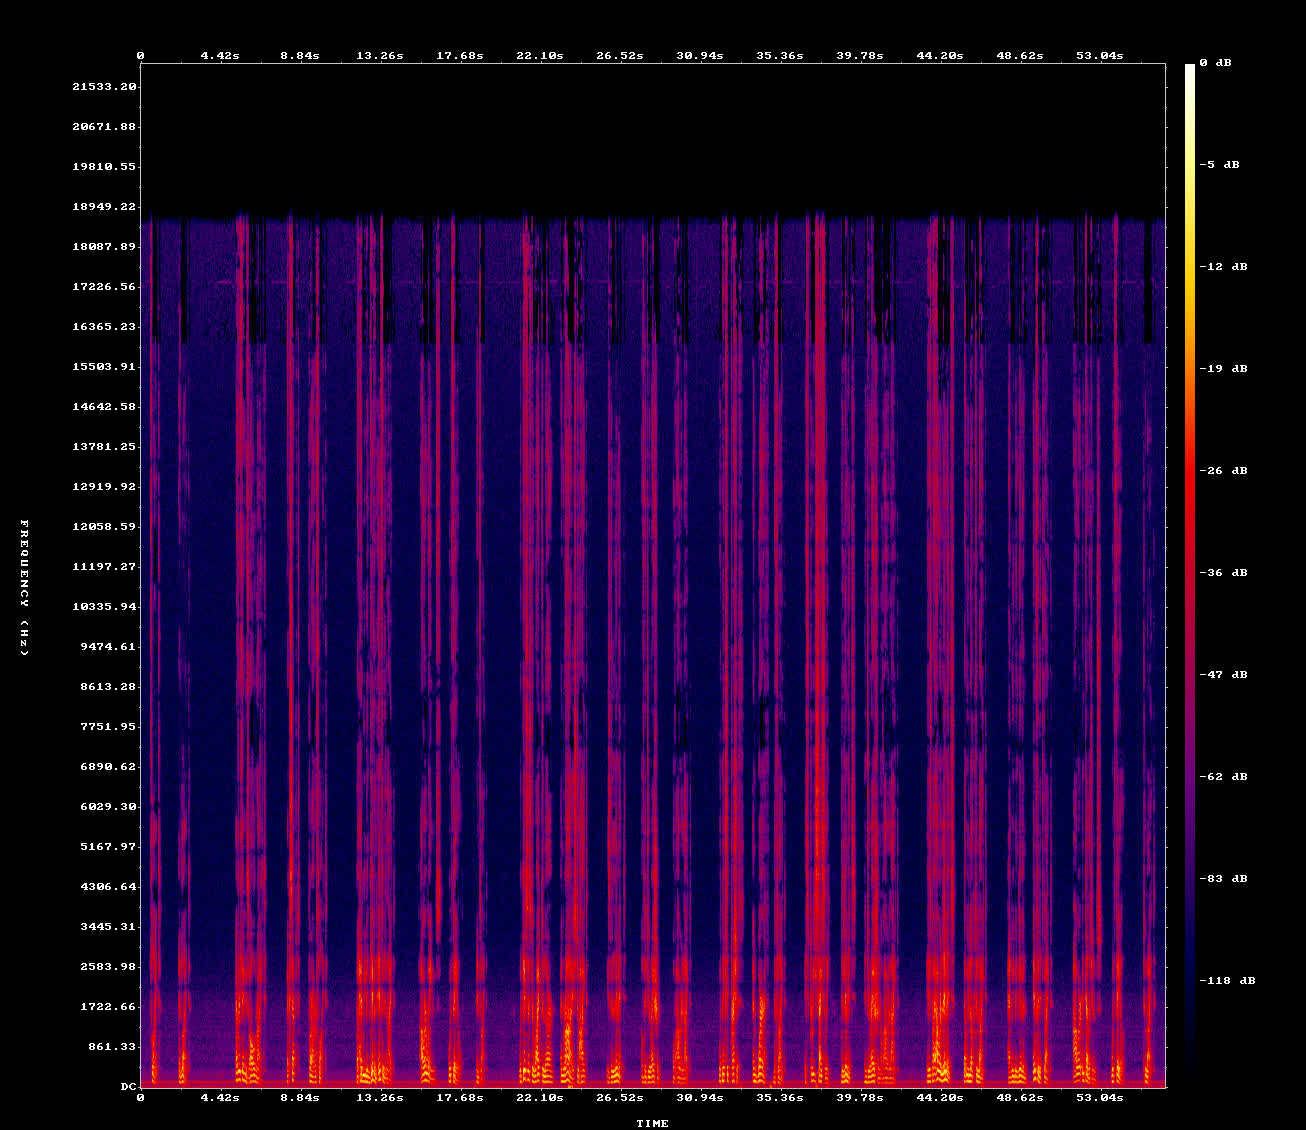 0 4.42s 8.84s 13.26s 17.68s 22.10s 26.52s 30.94s 35.36s 39.78s 44.20s 48.62s 53.04s
0 dB
21533.20
20671.88
19810.55
18949.22
18087.89
17226.56
16365.23
15503.91
14642.58
13781.25
12919.92
12058.59
11197.27
10335.94
9474.61
8613.28
7751.95
6890.62
6029.30
5167.97
4306.64
3445.31
2583.98
1722.66
861.33
DC
-5 dB
-12 dB
-19 dB
-26 dB
-36 dB
-47 dB
-62 dB
-83 dB
-118 dB
FREQUENCY (Hz)
0 4.42s 8.84s 13.26s 17.68s 22.10s 26.52s 30.94s 35.36s 39.78s 44.20s 48.62s 53.04s
TIME